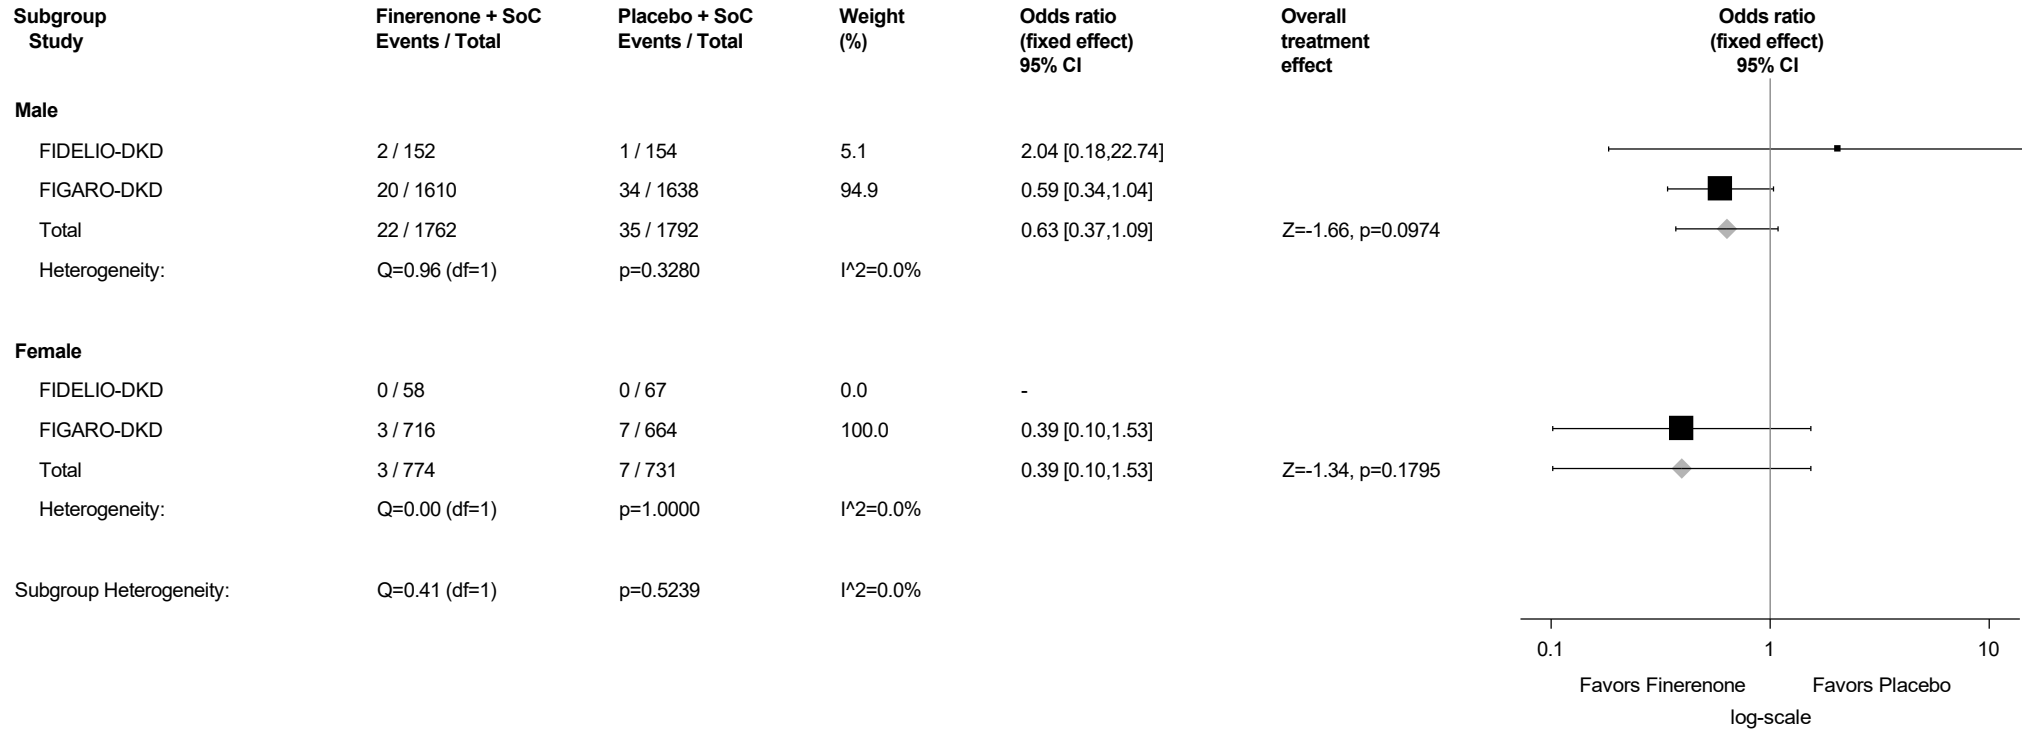 Subgroup Finerenone + SoC Placebo + SoC Weight Odds ratio Overall Odds ratio
Study Events / Total Events / Total (%) (fixed effect) treatment (fixed effect)
95% CI effect 95% CI
Male
FIDELIO-DKD 2 / 152 1 / 154 5.1 2.04 [0.18,22.74]
FIGARO-DKD 20 / 1610 34 / 1638 94.9 0.59 [0.34,1.04]
Total 22 / 1762 35 / 1792 0.63 [0.37,1.09] Z=-1.66, p=0.0974
Heterogeneity: Q=0.96 (df=1) p=0.3280 I^2=0.0%
Female
FIDELIO-DKD 0 / 58 0 / 67 0.0 -
FIGARO-DKD 3 / 716 7 / 664 100.0 0.39 [0.10,1.53]
Total 3 / 774 7 / 731 0.39 [0.10,1.53] Z=-1.34, p=0.1795
Heterogeneity: Q=0.00 (df=1) p=1.0000 I^2=0.0%
Subgroup Heterogeneity: Q=0.41 (df=1) p=0.5239 I^2=0.0%
0.1 1 10
Favors Finerenone Favors Placebo
log-scale